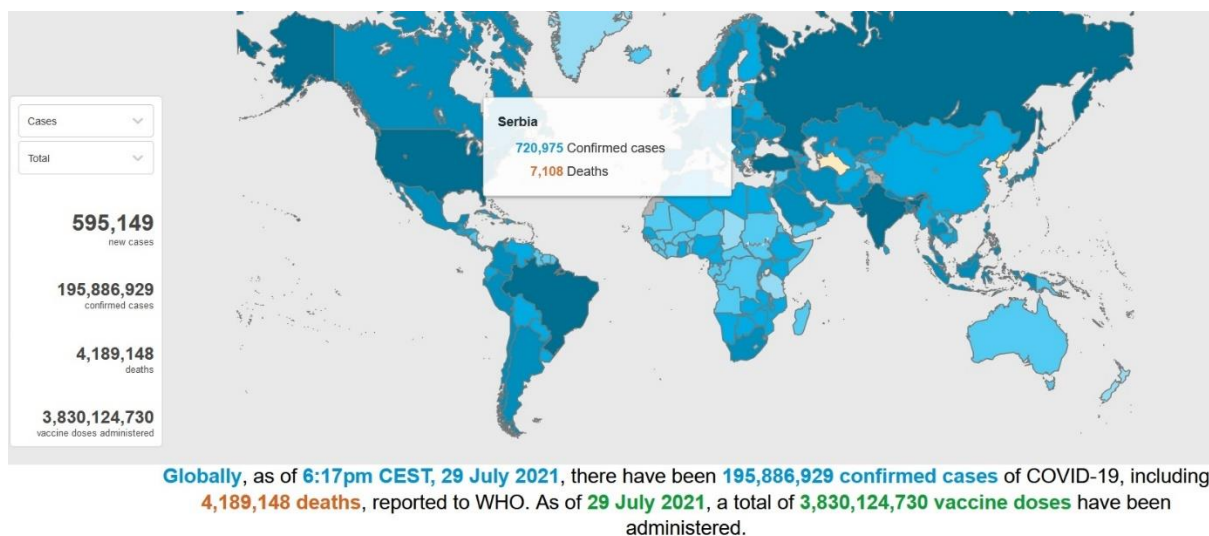 Cases
Total
595,149
new cases
195,886,929
confirmed cases
4,189,148
deaths
3,830,124,730
vaccine doses administered
Serbia
720,975 Confirmed cases
7,108 Deaths
Globally, as of 6:17pm CEST, 29 July 2021, there have been 195,886,929 confirmed cases of COVID-19, including
4,189,148 deaths, reported to WHO. As of 29 July 2021, a total of 3,830,124,730 vaccine doses have been
administered.